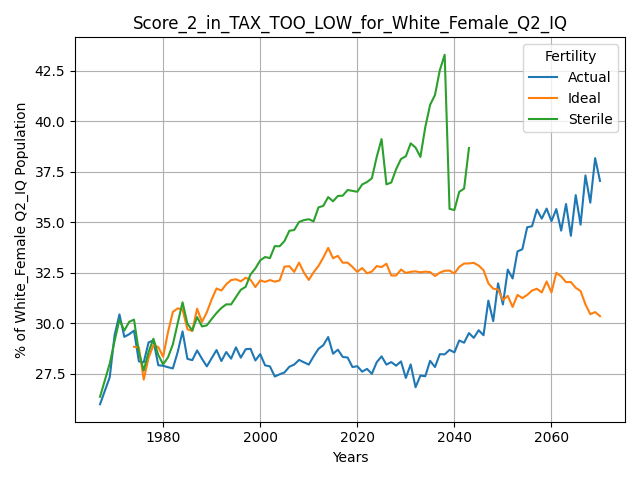 Score_2_in_TAX_TOO_LOW_for_White_Female_Q2_IQ
% of White_Female Q2_IQ Population
42.5
40.0
37.5
35.0
32.5
30.0
27.5
Fertility
Actual
Ideal
Sterile
1980
2000
2020
2040
2060
Years